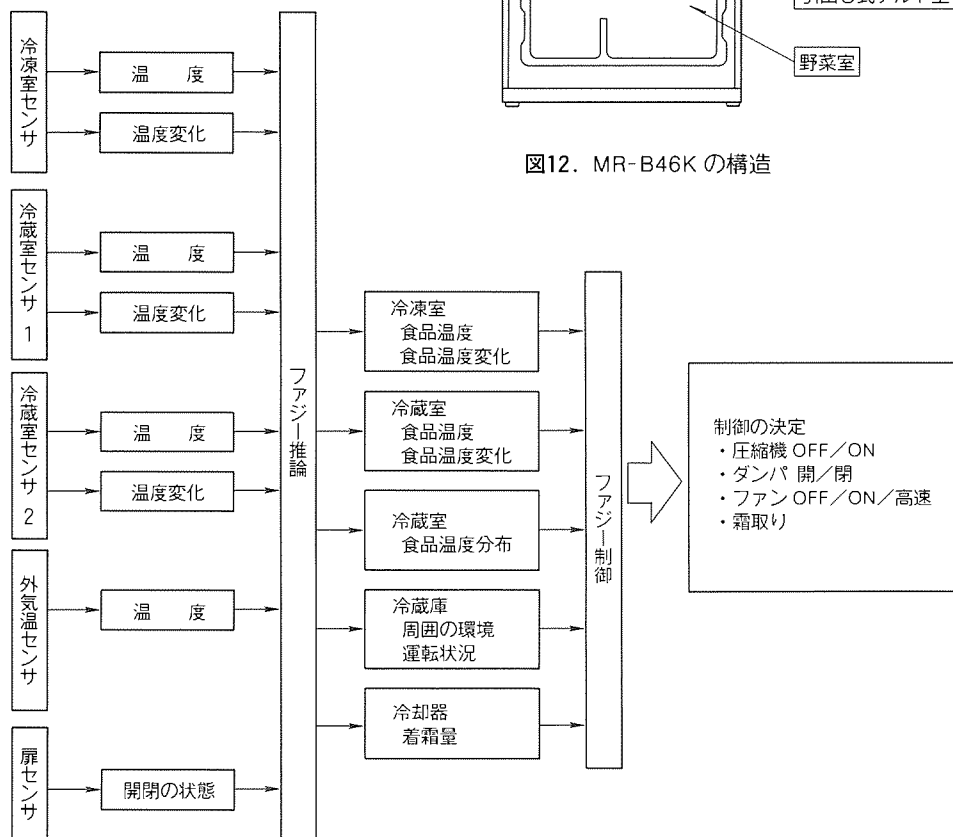 野菜室
図12. MR-B46K の構造
冷凍室センサ
温　度
温度変化
冷蔵室センサ1
温　度
温度変化
冷蔵室センサ2
温　度
温度変化
外気温センサ
温　度
扉センサ
開閉の状態
ファジー推論
冷凍室
食品温度
食品温度変化
冷蔵室
食品温度
食品温度変化
冷蔵室
食品温度分布
冷蔵庫
周囲の環境
運転状況
冷却器
着霜量
ファジー制御
制御の決定
・圧縮機 OFF／ON
・ダンパ 開／閉
・ファン OFF／ON／高速
・霜取り